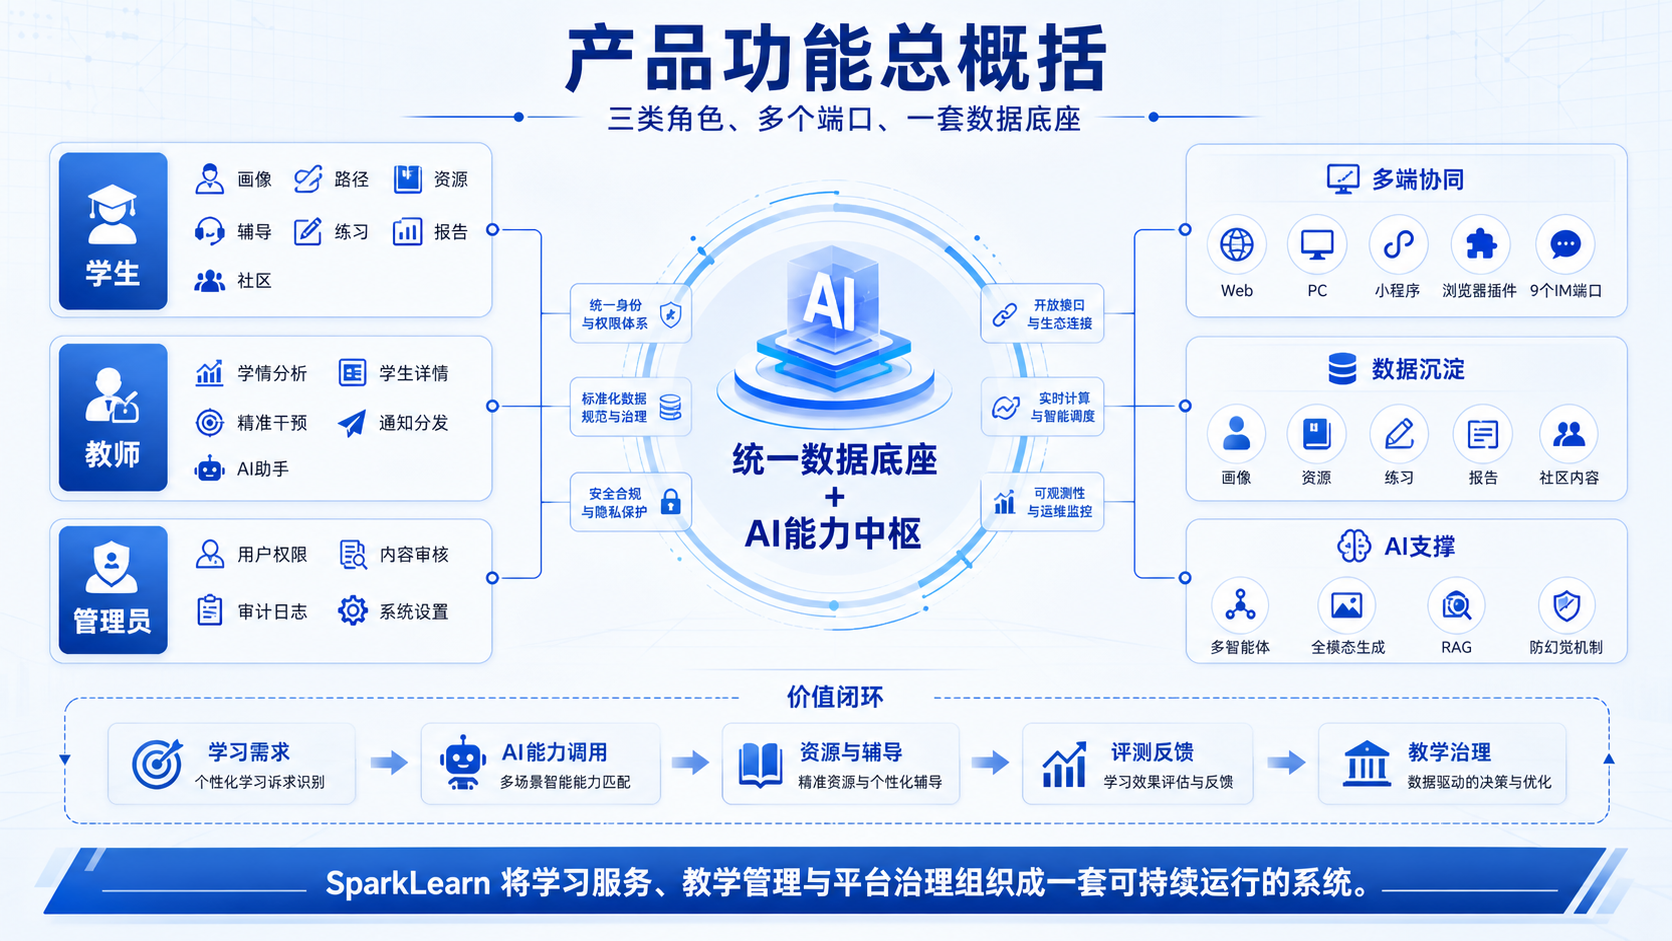 产品功能总概括
三类角色、多个端口、一套数据底座
学生
画像 路径 资源
辅导 练习 报告
社区
教师
学情分析 学生详情
精准干预 通知分发
AI助手
管理员
用户权限 内容审核
审计日志 系统设置
统一身份
与权限体系
标准化数据
规范与治理
安全合规
与隐私保护
AI
统一数据底座
+
AI能力中枢
开放接口
与生态连接
实时计算
与智能调度
可观测性
与运维监控
多端协同
Web PC 小程序 浏览器插件 9个IM端口
数据沉淀
画像 资源 练习 报告 社区内容
AI支撑
多智能体 全模态生成 RAG 防幻觉机制
价值闭环
学习需求
个性化学习诉求识别
AI能力调用
多场景智能能力匹配
资源与辅导
精准资源与个性化辅导
评测反馈
学习效果评估与反馈
教学治理
数据驱动的决策与优化
SparkLearn 将学习服务、教学管理与平台治理组织成一套可持续运行的系统。